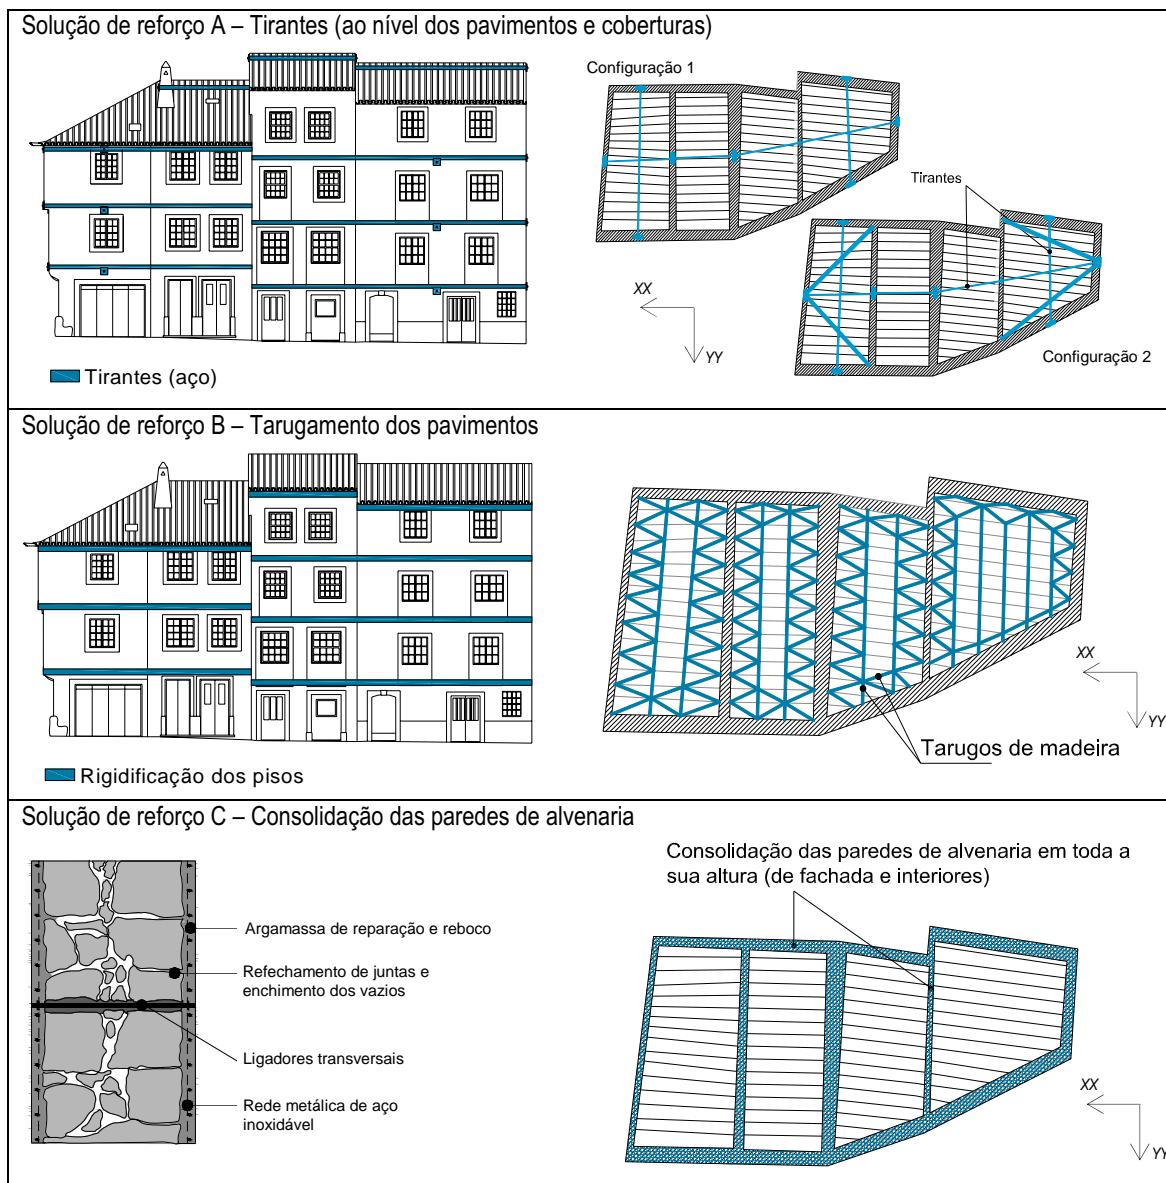 Solução de reforço A – Tirantes (ao nível dos pavimentos e coberturas)
Configuração 1
Tirantes
XX
YY
Configuração 2
Tirantes (aço)
Solução de reforço B – Tarugamento dos pavimentos
XX
YY
Tarugos de madeira
Rigidificação dos pisos
Solução de reforço C – Consolidação das paredes de alvenaria
Consolidação das paredes de alvenaria em toda a
sua altura (de fachada e interiores)
Argamassa de reparação e reboco
Refechamento de juntas e
enchimento dos vazios
Ligadores transversais
Rede metálica de aço
inoxidável
XX
YY